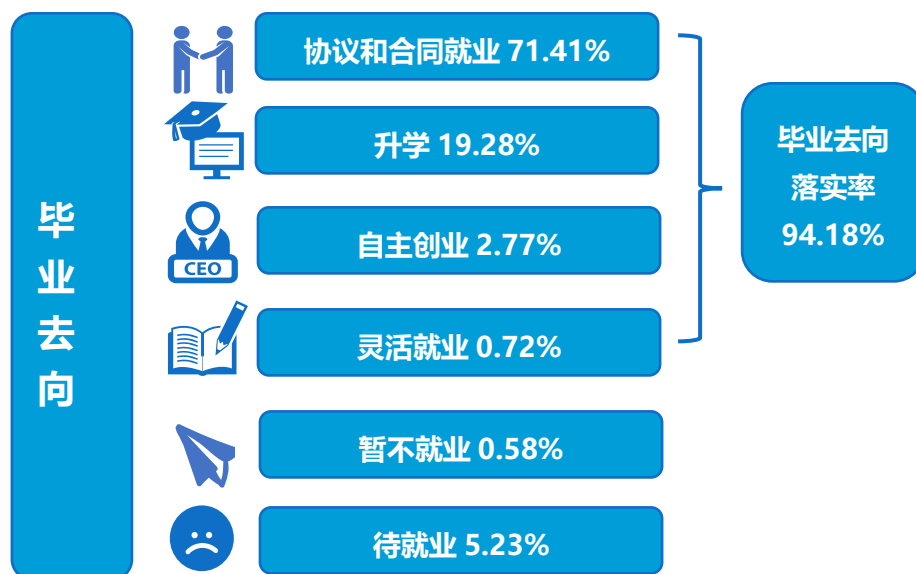 毕业去向
协议和合同就业 71.41%
升学 19.28%
CEO
自主创业 2.77%
灵活就业 0.72%
暂不就业 0.58%
待就业 5.23%
毕业去向
落实率
94.18%